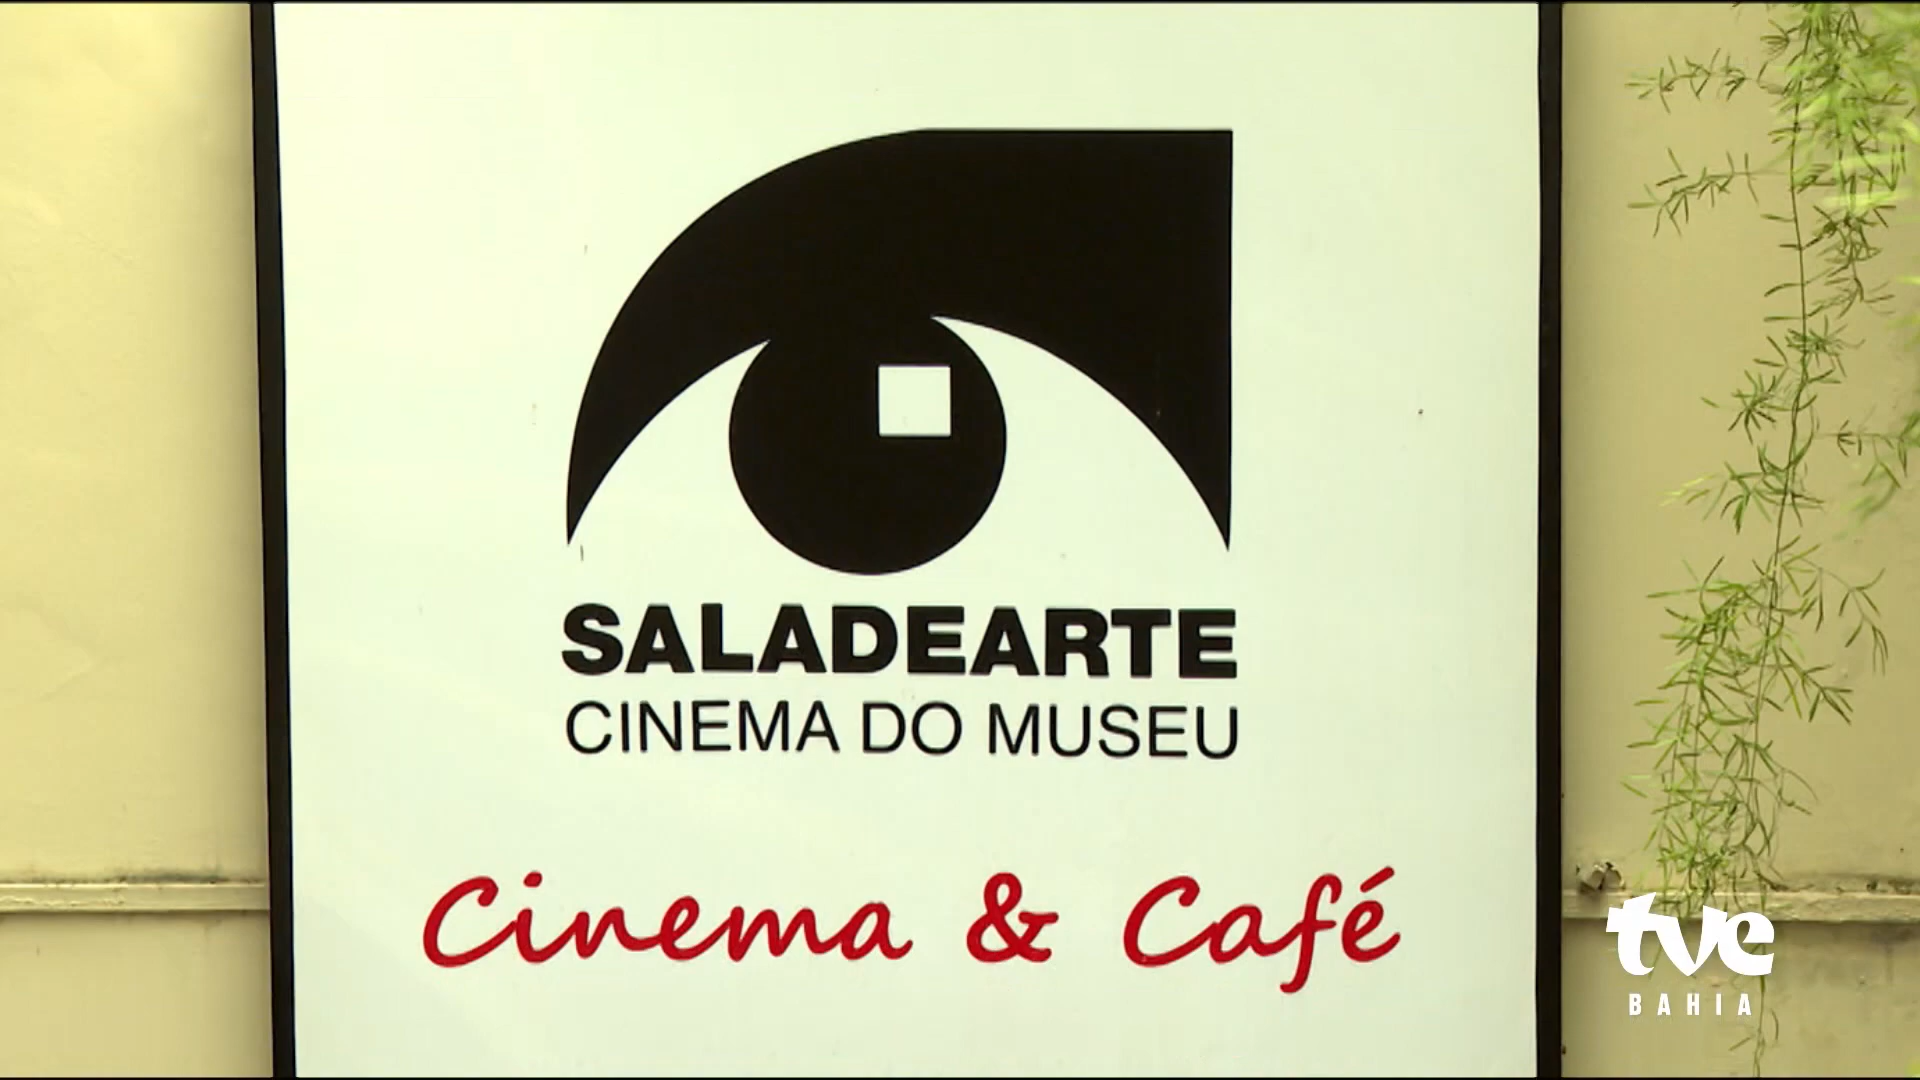 SALADEARTE
CINEMA DO MUSEU
Cinema & Café
tve
BAHIA